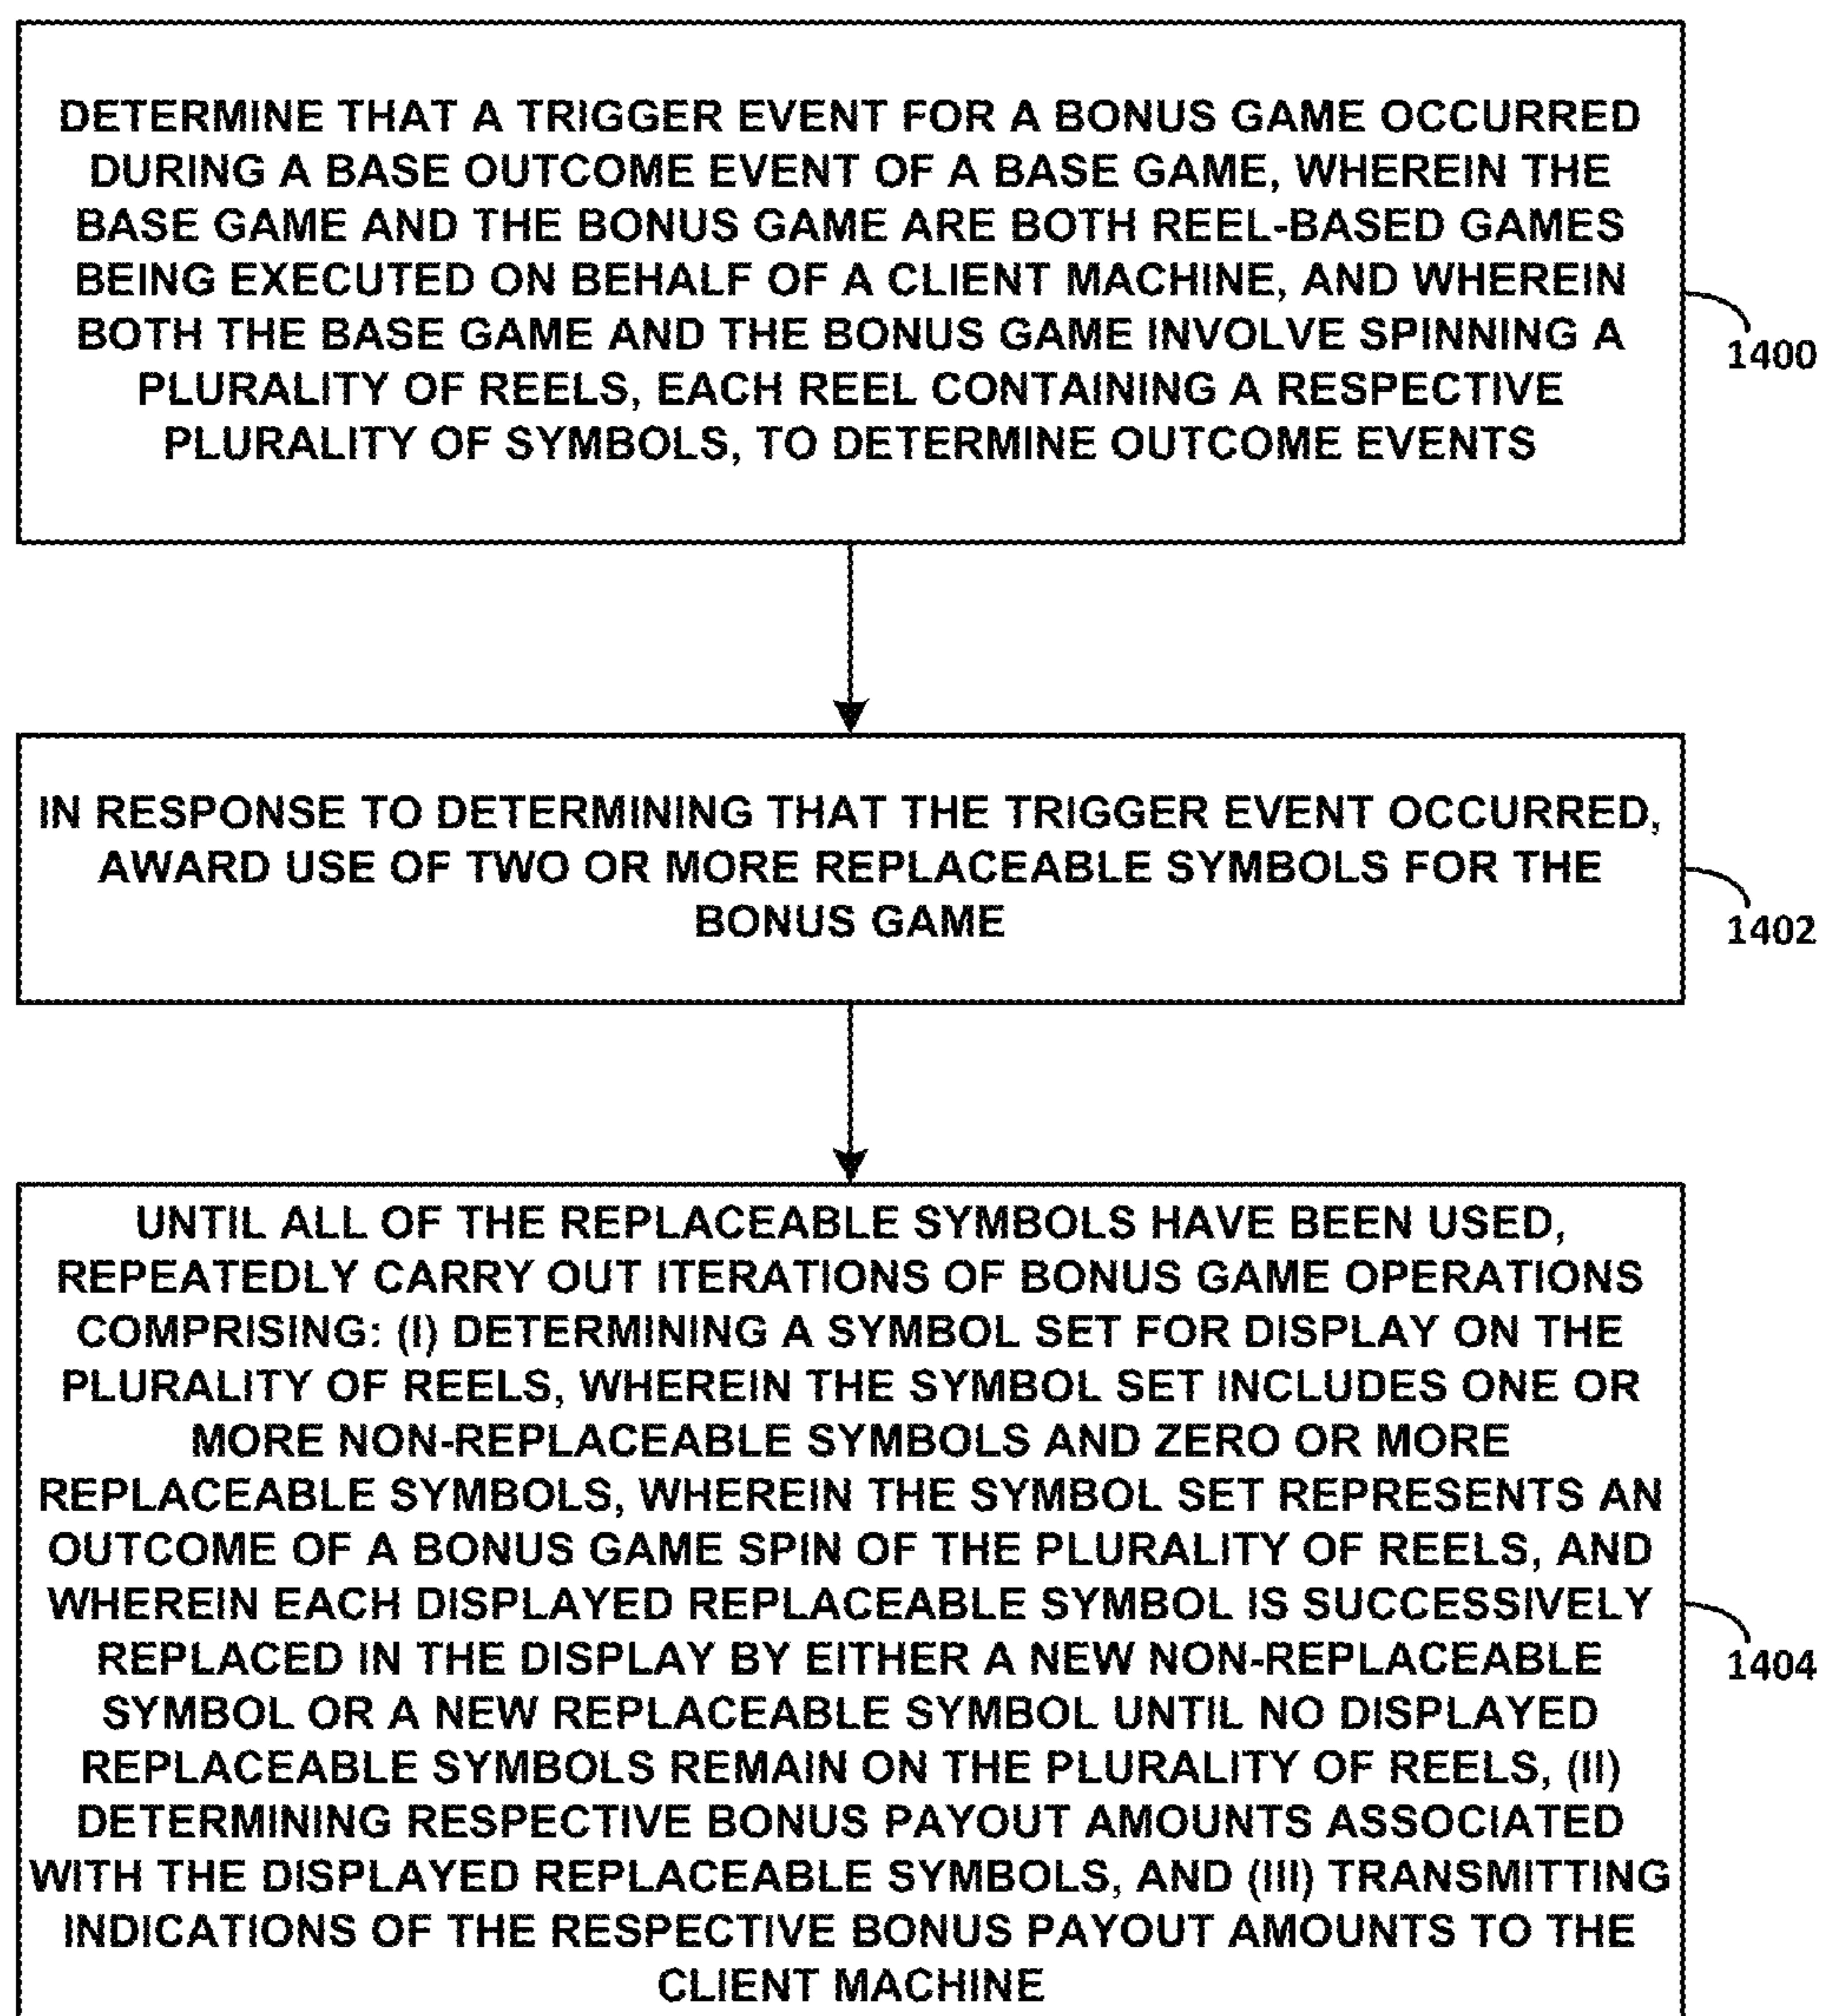 DETERMINE THAT A TRIGGER EVENT FOR A BONUS GAME OCCURRED
DURING A BASE OUTCOME EVENT OF A BASE GAME, WHEREIN THE
BASE GAME AND THE BONUS GAME ARE BOTH REEL-BASED GAMES
BEING EXECUTED ON BEHALF OF A CLIENT MACHINE, AND WHEREIN
BOTH THE BASE GAME AND THE BONUS GAME INVOLVE SPINNING A
PLURALITY OF REELS, EACH REEL CONTAINING A RESPECTIVE
PLURALITY OF SYMBOLS, TO DETERMINE OUTCOME EVENTS
1400
IN RESPONSE TO DETERMINING THAT THE TRIGGER EVENT OCCURRED,
AWARD USE OF TWO OR MORE REPLACEABLE SYMBOLS FOR THE
BONUS GAME
1402
UNTIL ALL OF THE REPLACEABLE SYMBOLS HAVE BEEN USED,
REPEATEDLY CARRY OUT ITERATIONS OF BONUS GAME OPERATIONS
COMPRISING: (I) DETERMINING A SYMBOL SET FOR DISPLAY ON THE
PLURALITY OF REELS, WHEREIN THE SYMBOL SET INCLUDES ONE OR
MORE NON-REPLACEABLE SYMBOLS AND ZERO OR MORE
REPLACEABLE SYMBOLS, WHEREIN THE SYMBOL SET REPRESENTS AN
OUTCOME OF A BONUS GAME SPIN OF THE PLURALITY OF REELS, AND
WHEREIN EACH DISPLAYED REPLACEABLE SYMBOL IS SUCCESSIVELY
REPLACED IN THE DISPLAY BY EITHER A NEW NON-REPLACEABLE
SYMBOL OR A NEW REPLACEABLE SYMBOL UNTIL NO DISPLAYED
REPLACEABLE SYMBOLS REMAIN ON THE PLURALITY OF REELS, (II)
DETERMINING RESPECTIVE BONUS PAYOUT AMOUNTS ASSOCIATED
WITH THE DISPLAYED REPLACEABLE SYMBOLS, AND (III) TRANSMITTING
INDICATIONS OF THE RESPECTIVE BONUS PAYOUT AMOUNTS TO THE
CLIENT MACHINE
1404